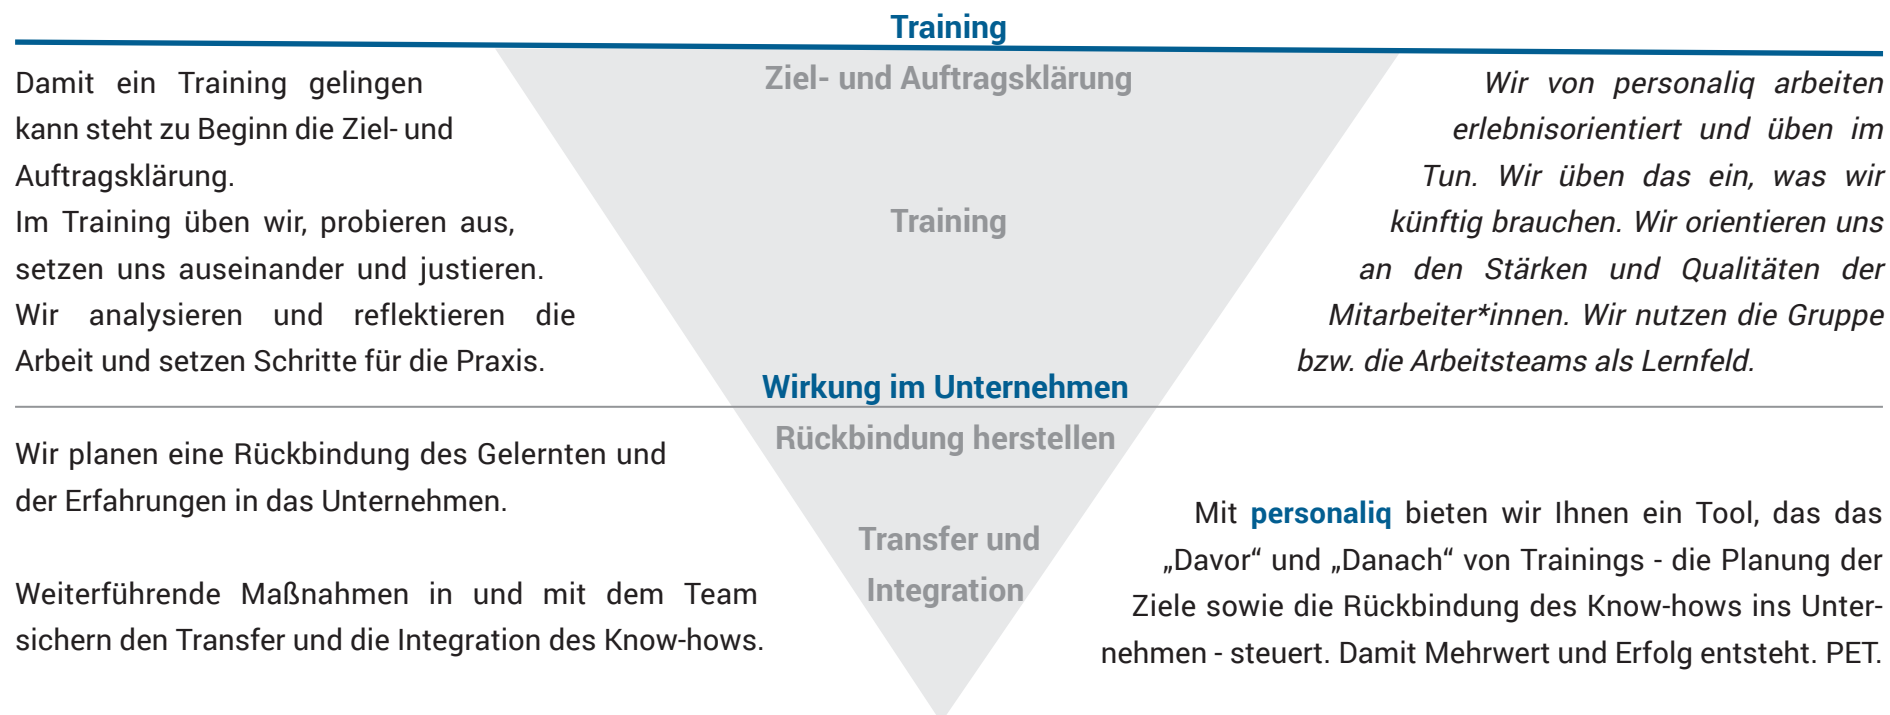 Training
Damit ein Training gelingen
kann steht zu Beginn die Ziel- und
Auftragsklärung.
Im Training üben wir, probieren aus,
setzen uns auseinander und justieren.
Wir analysieren und reflektieren die
Arbeit und setzen Schritte für die Praxis.
Ziel- und Auftragsklärung
Training
Wir von personaliq arbeiten
erlebnisorientiert und üben im
Tun. Wir üben das ein, was wir
künftig brauchen. Wir orientieren uns
an den Stärken und Qualitäten der
Mitarbeiter*innen. Wir nutzen die Gruppe
bzw. die Arbeitsteams als Lernfeld.
Wirkung im Unternehmen
Wir planen eine Rückbindung des Gelernten und
der Erfahrungen in das Unternehmen.
Weiterführende Maßnahmen in und mit dem Team
sichern den Transfer und die Integration des Know-hows.
Rückbindung herstellen
Transfer und
Integration
Mit personaliq bieten wir Ihnen ein Tool, das das
„Davor“ und „Danach“ von Trainings - die Planung der
Ziele sowie die Rückbindung des Know-hows ins Unter-
nehmen - steuert. Damit Mehrwert und Erfolg entsteht. PET.